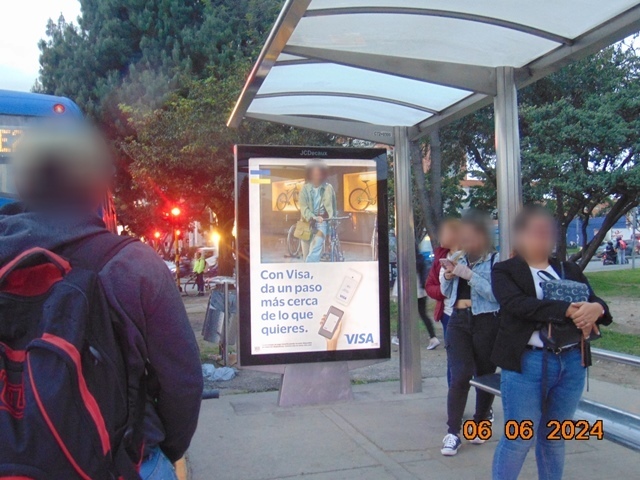 JCDecaux
Con Visa,
da un paso
más cerca
de lo que
quieres.
VISA
06 06 2024